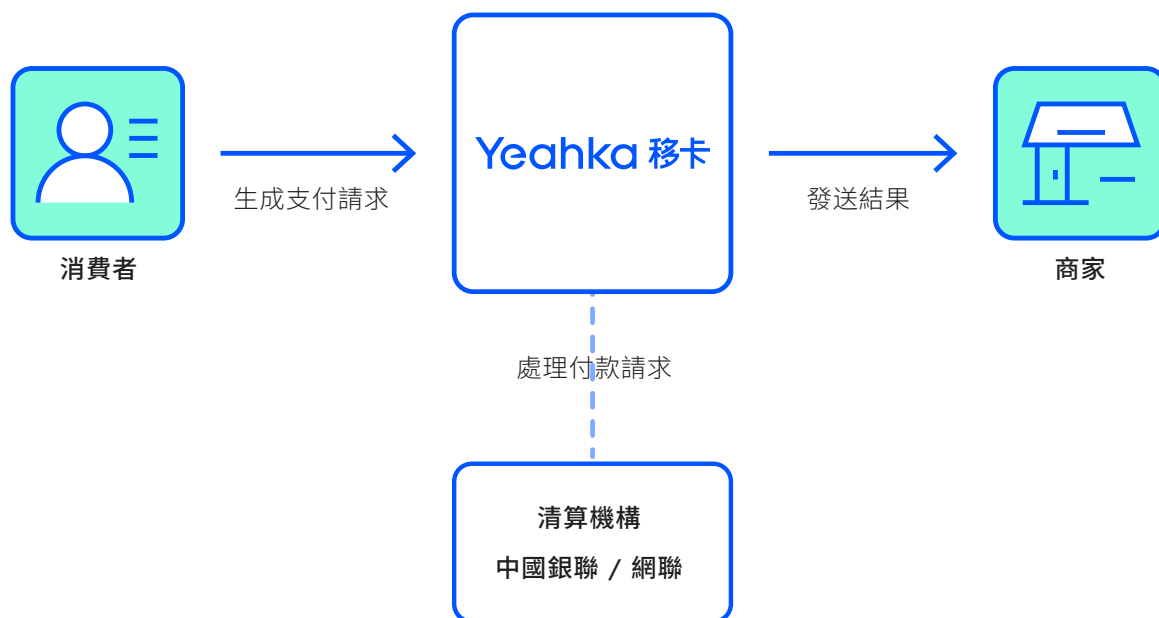 Yeahka 移卡
生成支付請求
發送結果
消費者
商家
處理付款請求
清算機構
中國銀聯 / 網聯